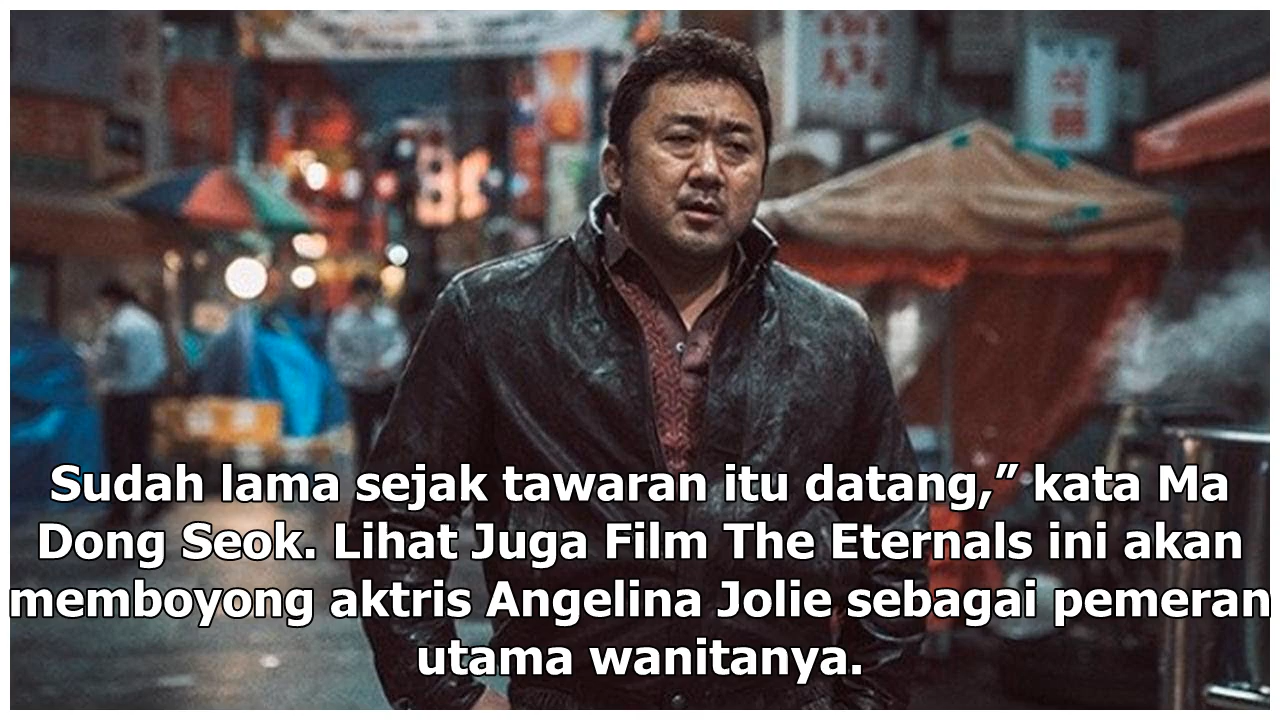 Sudah lama sejak tawaran itu datang,” kata Ma
Dong Seok. Lihat Juga Film The Eternals ini akan
memboyong aktris Angelina Jolie sebagai pemeran
utama wanitanya.